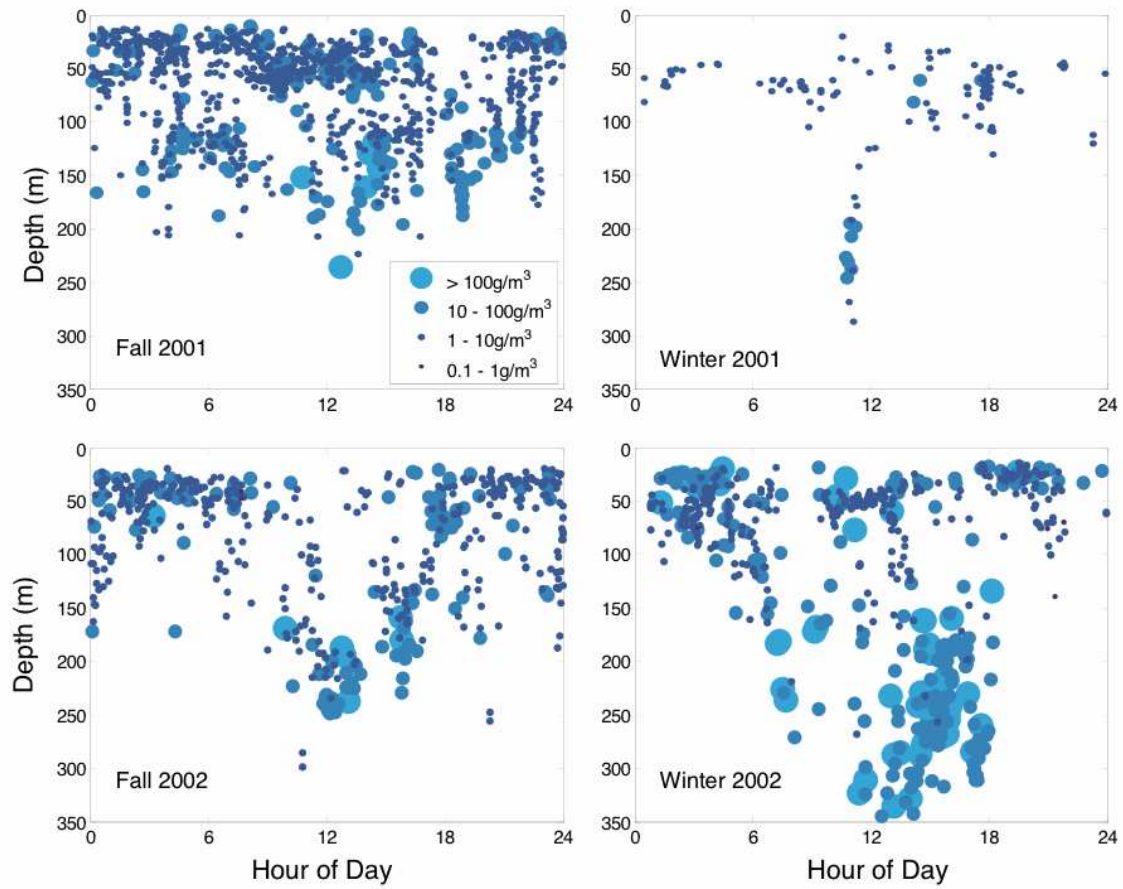 0
50
100
150
200
250
300
350
Depth (m)
> 100g/m³
10 - 100g/m³
1 - 10g/m³
0.1 - 1g/m³
Fall 2001
0 6 12 18 24
0
50
100
150
200
250
300
350
Winter 2001
0 6 12 18 24
0
50
100
150
200
250
300
350
Depth (m)
Fall 2002
0 6 12 18 24
Hour of Day
0
50
100
150
200
250
300
350
Winter 2002
0 6 12 18 24
Hour of Day